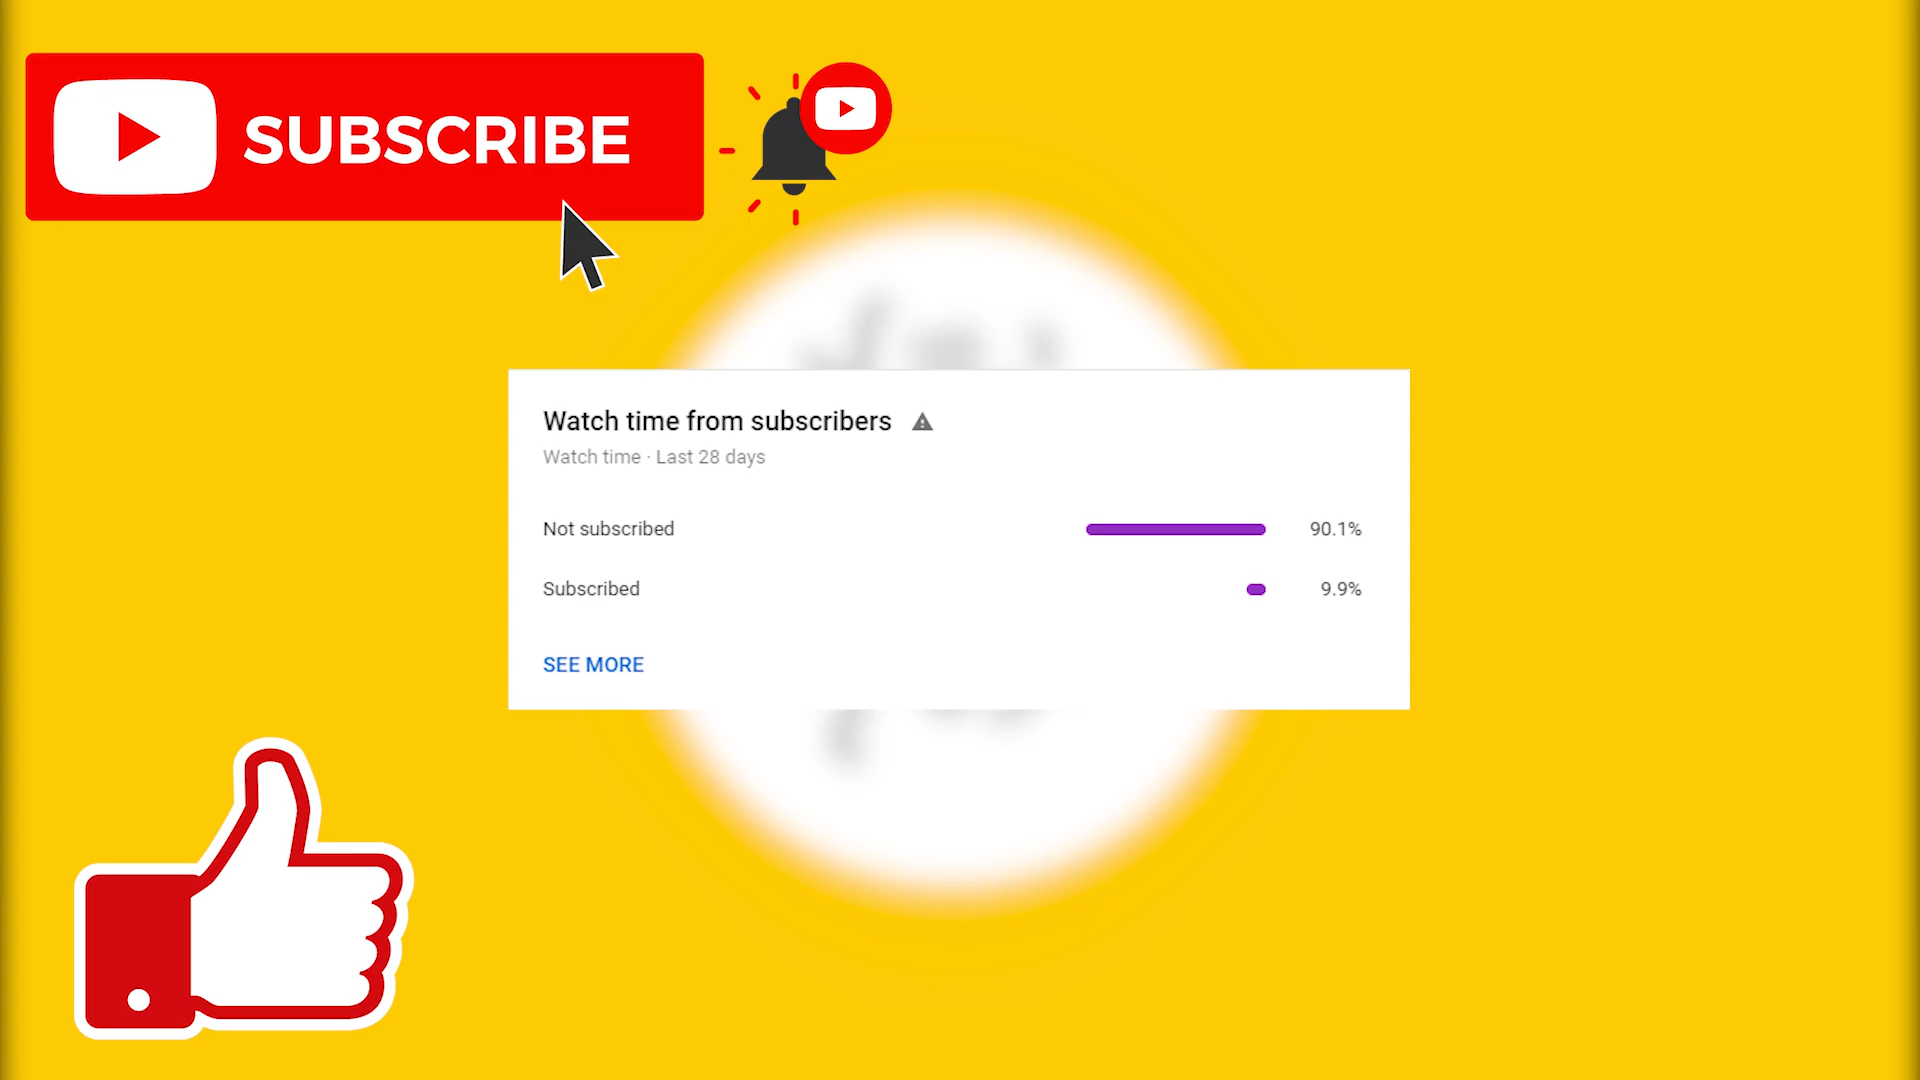 SUBSCRIBE
Watch time from subscribers
Watch time · Last 28 days
Not subscribed 90.1%
Subscribed 9.9%
SEE MORE